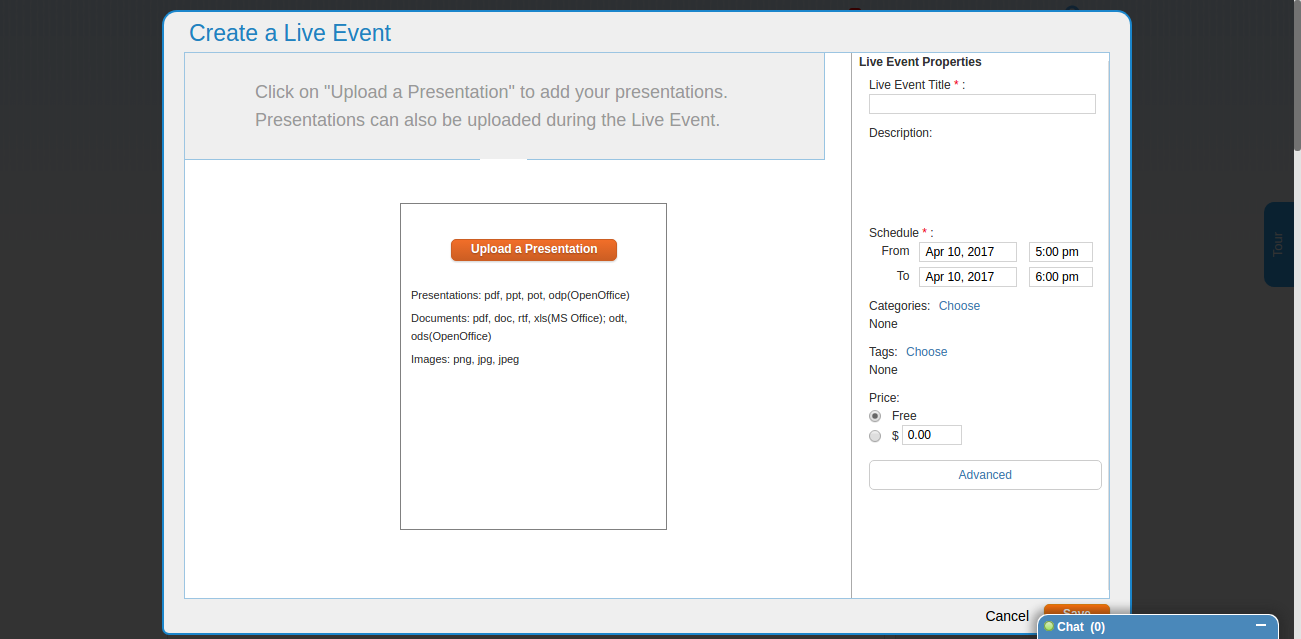 Create a Live Event
Click on "Upload a Presentation" to add your presentations.
Presentations can also be uploaded during the Live Event.
Upload a Presentation
Presentations: pdf, ppt, pot, odp(OpenOffice)
Documents: pdf, doc, rtf, xls(MS Office); odt,
ods(OpenOffice)
Images: png, jpg, jpeg
Live Event Properties
Live Event Title * :
Description:
Schedule * :
From Apr 10, 2017 5:00 pm
To Apr 10, 2017 6:00 pm
Categories: Choose
None
Tags: Choose
None
Price:
Free
$ 0.00
Advanced
Tour
Cancel Save
Chat (0)